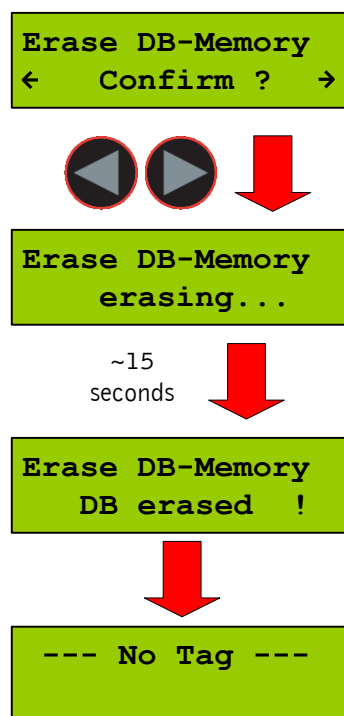 Erase DB-Memory
← Confirm ? →
Erase DB-Memory
erasing...
~15
seconds
Erase DB-Memory
DB erased !
--- No Tag ---